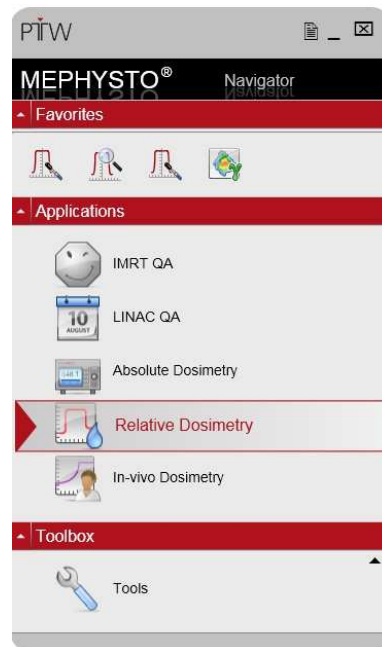 PTW
MEPHYSTO® Navigator
Favorites
Applications
IMRT QA
10
AUGUST
LINAC QA
Absolute Dosimetry
Relative Dosimetry
In-vivo Dosimetry
Toolbox
Tools